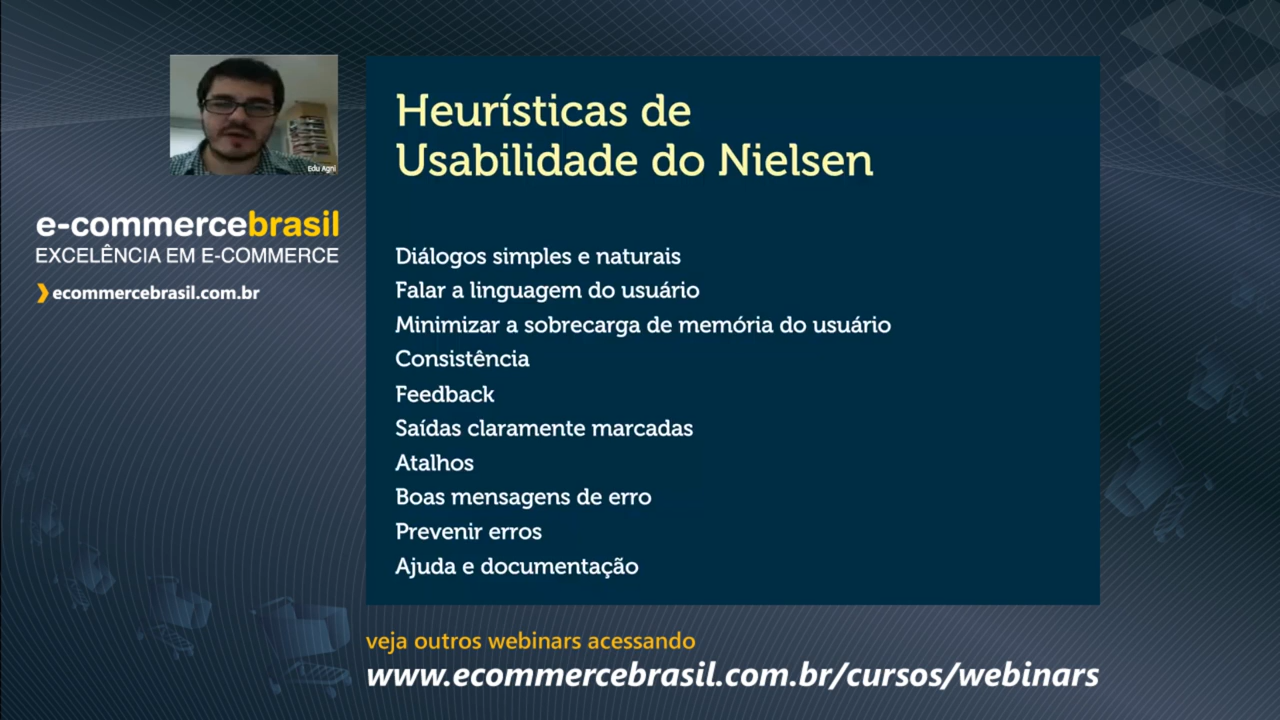 Edu Agni
e-commercebrasil
EXCELÊNCIA EM E-COMMERCE
ecommercebrasil.com.br
Heurísticas de
Usabilidade do Nielsen
Diálogos simples e naturais
Falar a linguagem do usuário
Minimizar a sobrecarga de memória do usuário
Consistência
Feedback
Saídas claramente marcadas
Atalhos
Boas mensagens de erro
Prevenir erros
Ajuda e documentação
veja outros webinars acessando
www.ecommercebrasil.com.br/cursos/webinars